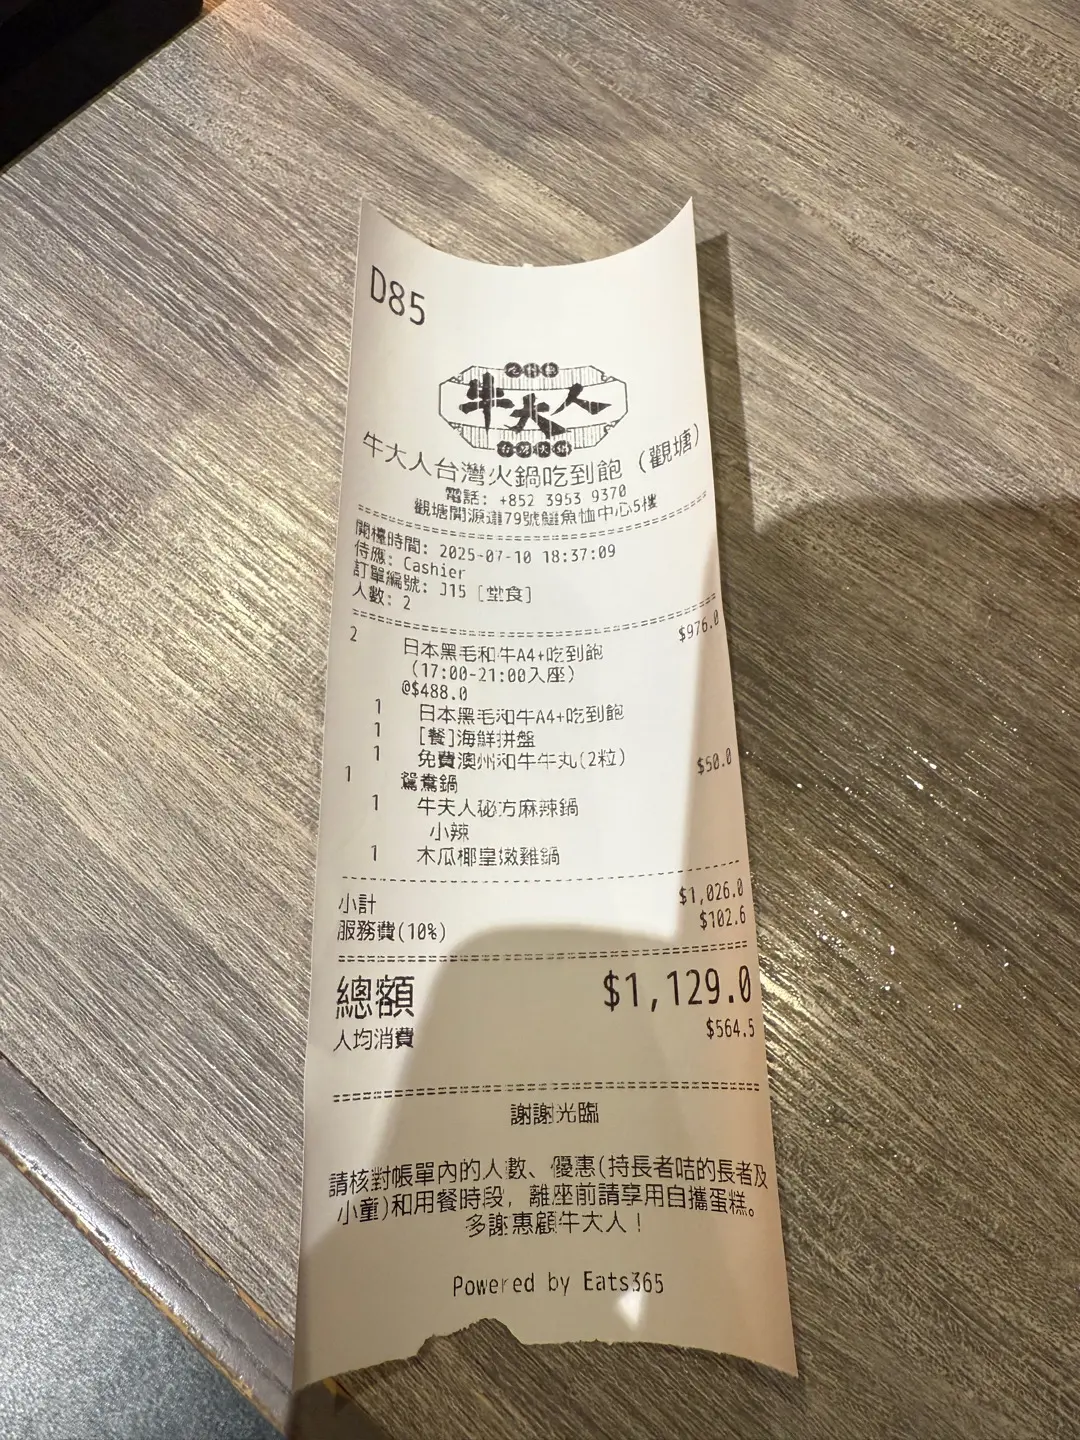 D85
吃到飽
牛大人
台灣火鍋
牛大人台灣火鍋吃到飽 (觀塘)
電話: +852 3953 9370
觀塘開源道79號鱷魚恤中心5樓
開檯時間: 2025-07-10 18:37:09
侍應: Cashier
訂單編號: J15 [堂食]
人數: 2
2 日本黑毛和牛A4+吃到飽 $976.0
(17:00-21:00入座)
@$488.0
1 日本黑毛和牛A4+吃到飽
1 [餐]海鮮拼盤
1 免費澳州和牛牛丸(2粒)
1 鴛鴦鍋 $50.0
1 牛夫人秘方麻辣鍋
小辣
1 木瓜椰皇墩雞鍋
小計 $1,026.0
服務費(10%) $102.6
總額 $1,129.0
人均消費 $564.5
謝謝光臨
請核對帳單內的人數、優惠(持長者咭的長者及
小童)和用餐時段, 離座前請享用自攜蛋糕。
多謝惠顧牛大人!
Powered by Eats365